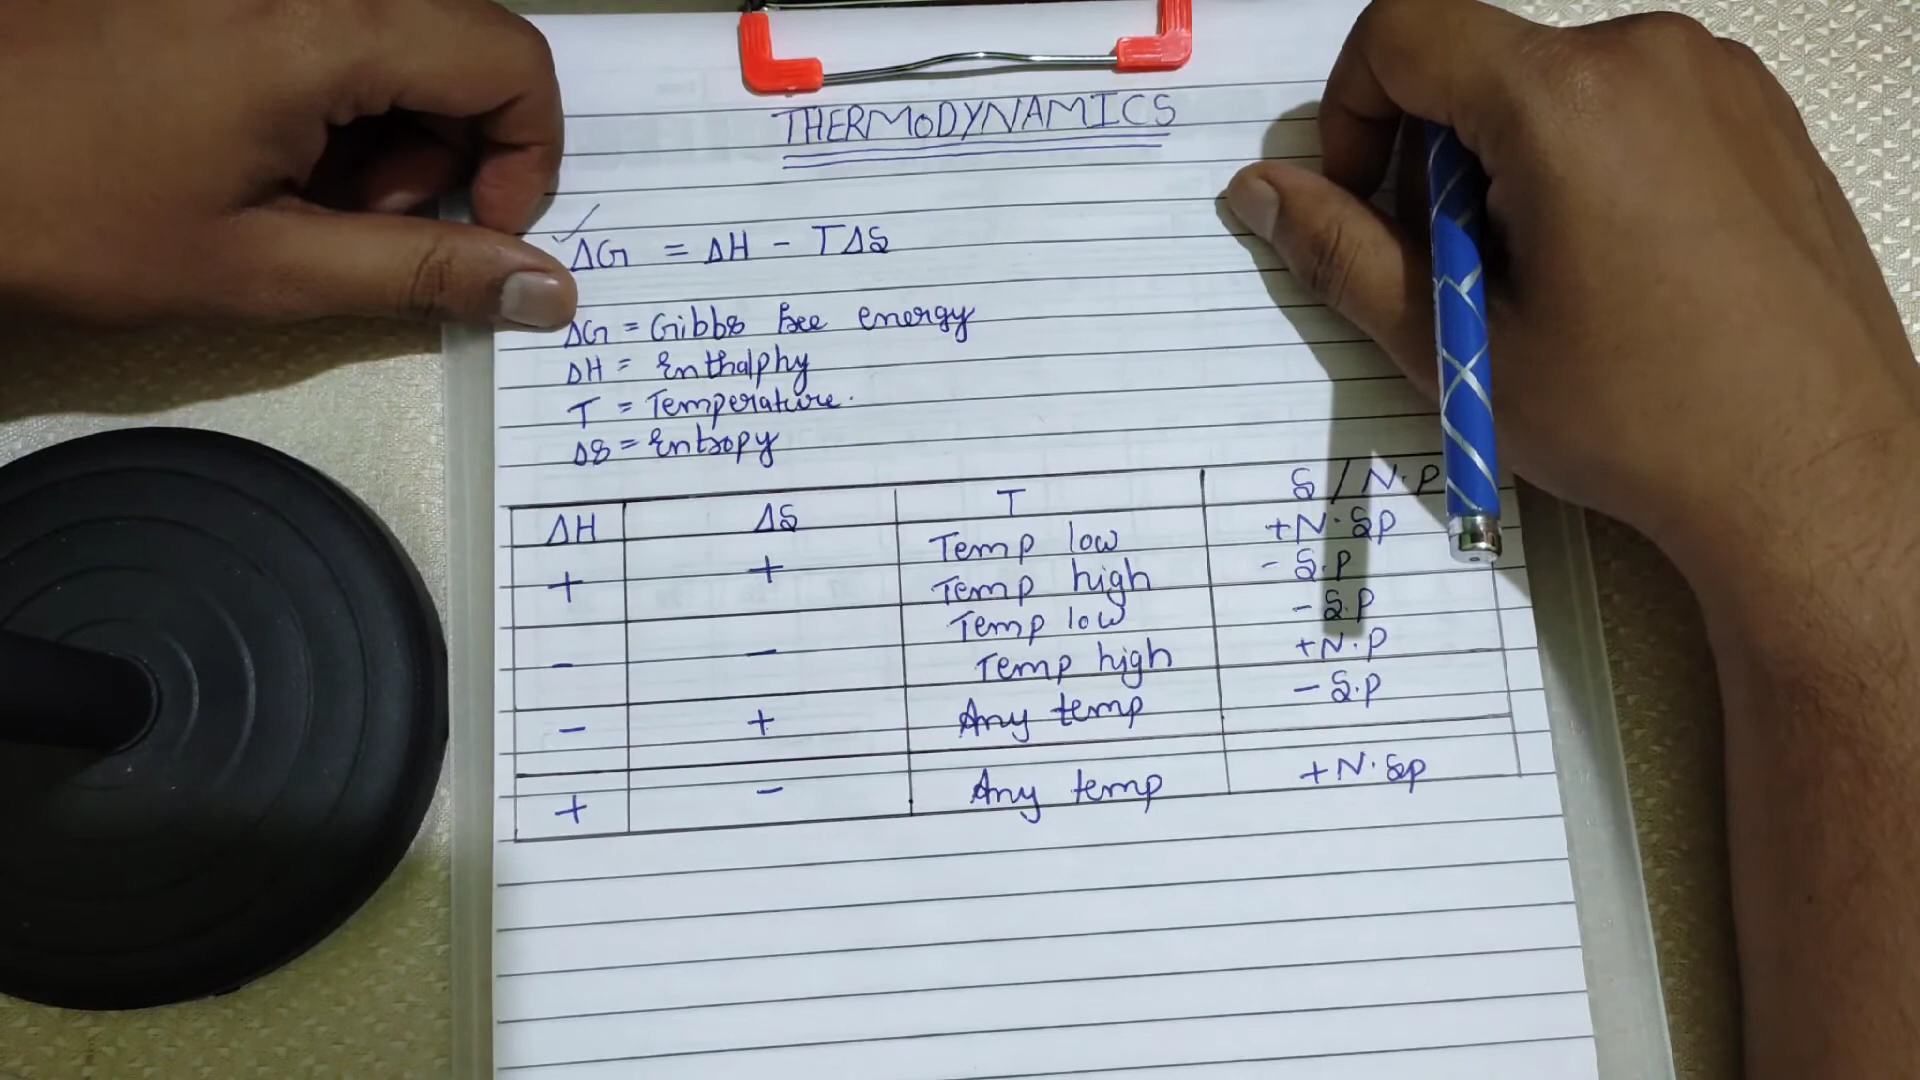 THERMODYNAMICS
ΔG = ΔH - TΔS
ΔG = Gibbs free energy
ΔH = Enthalphy
T = Temperature.
ΔS = Entropy
ΔH ΔS T S/N.P
+ + Temp low +N.SP
Temp high - S.P
- - Temp low - S.P
Temp high +N.P
- + Any temp - S.P
+ - Any temp +N.Sp